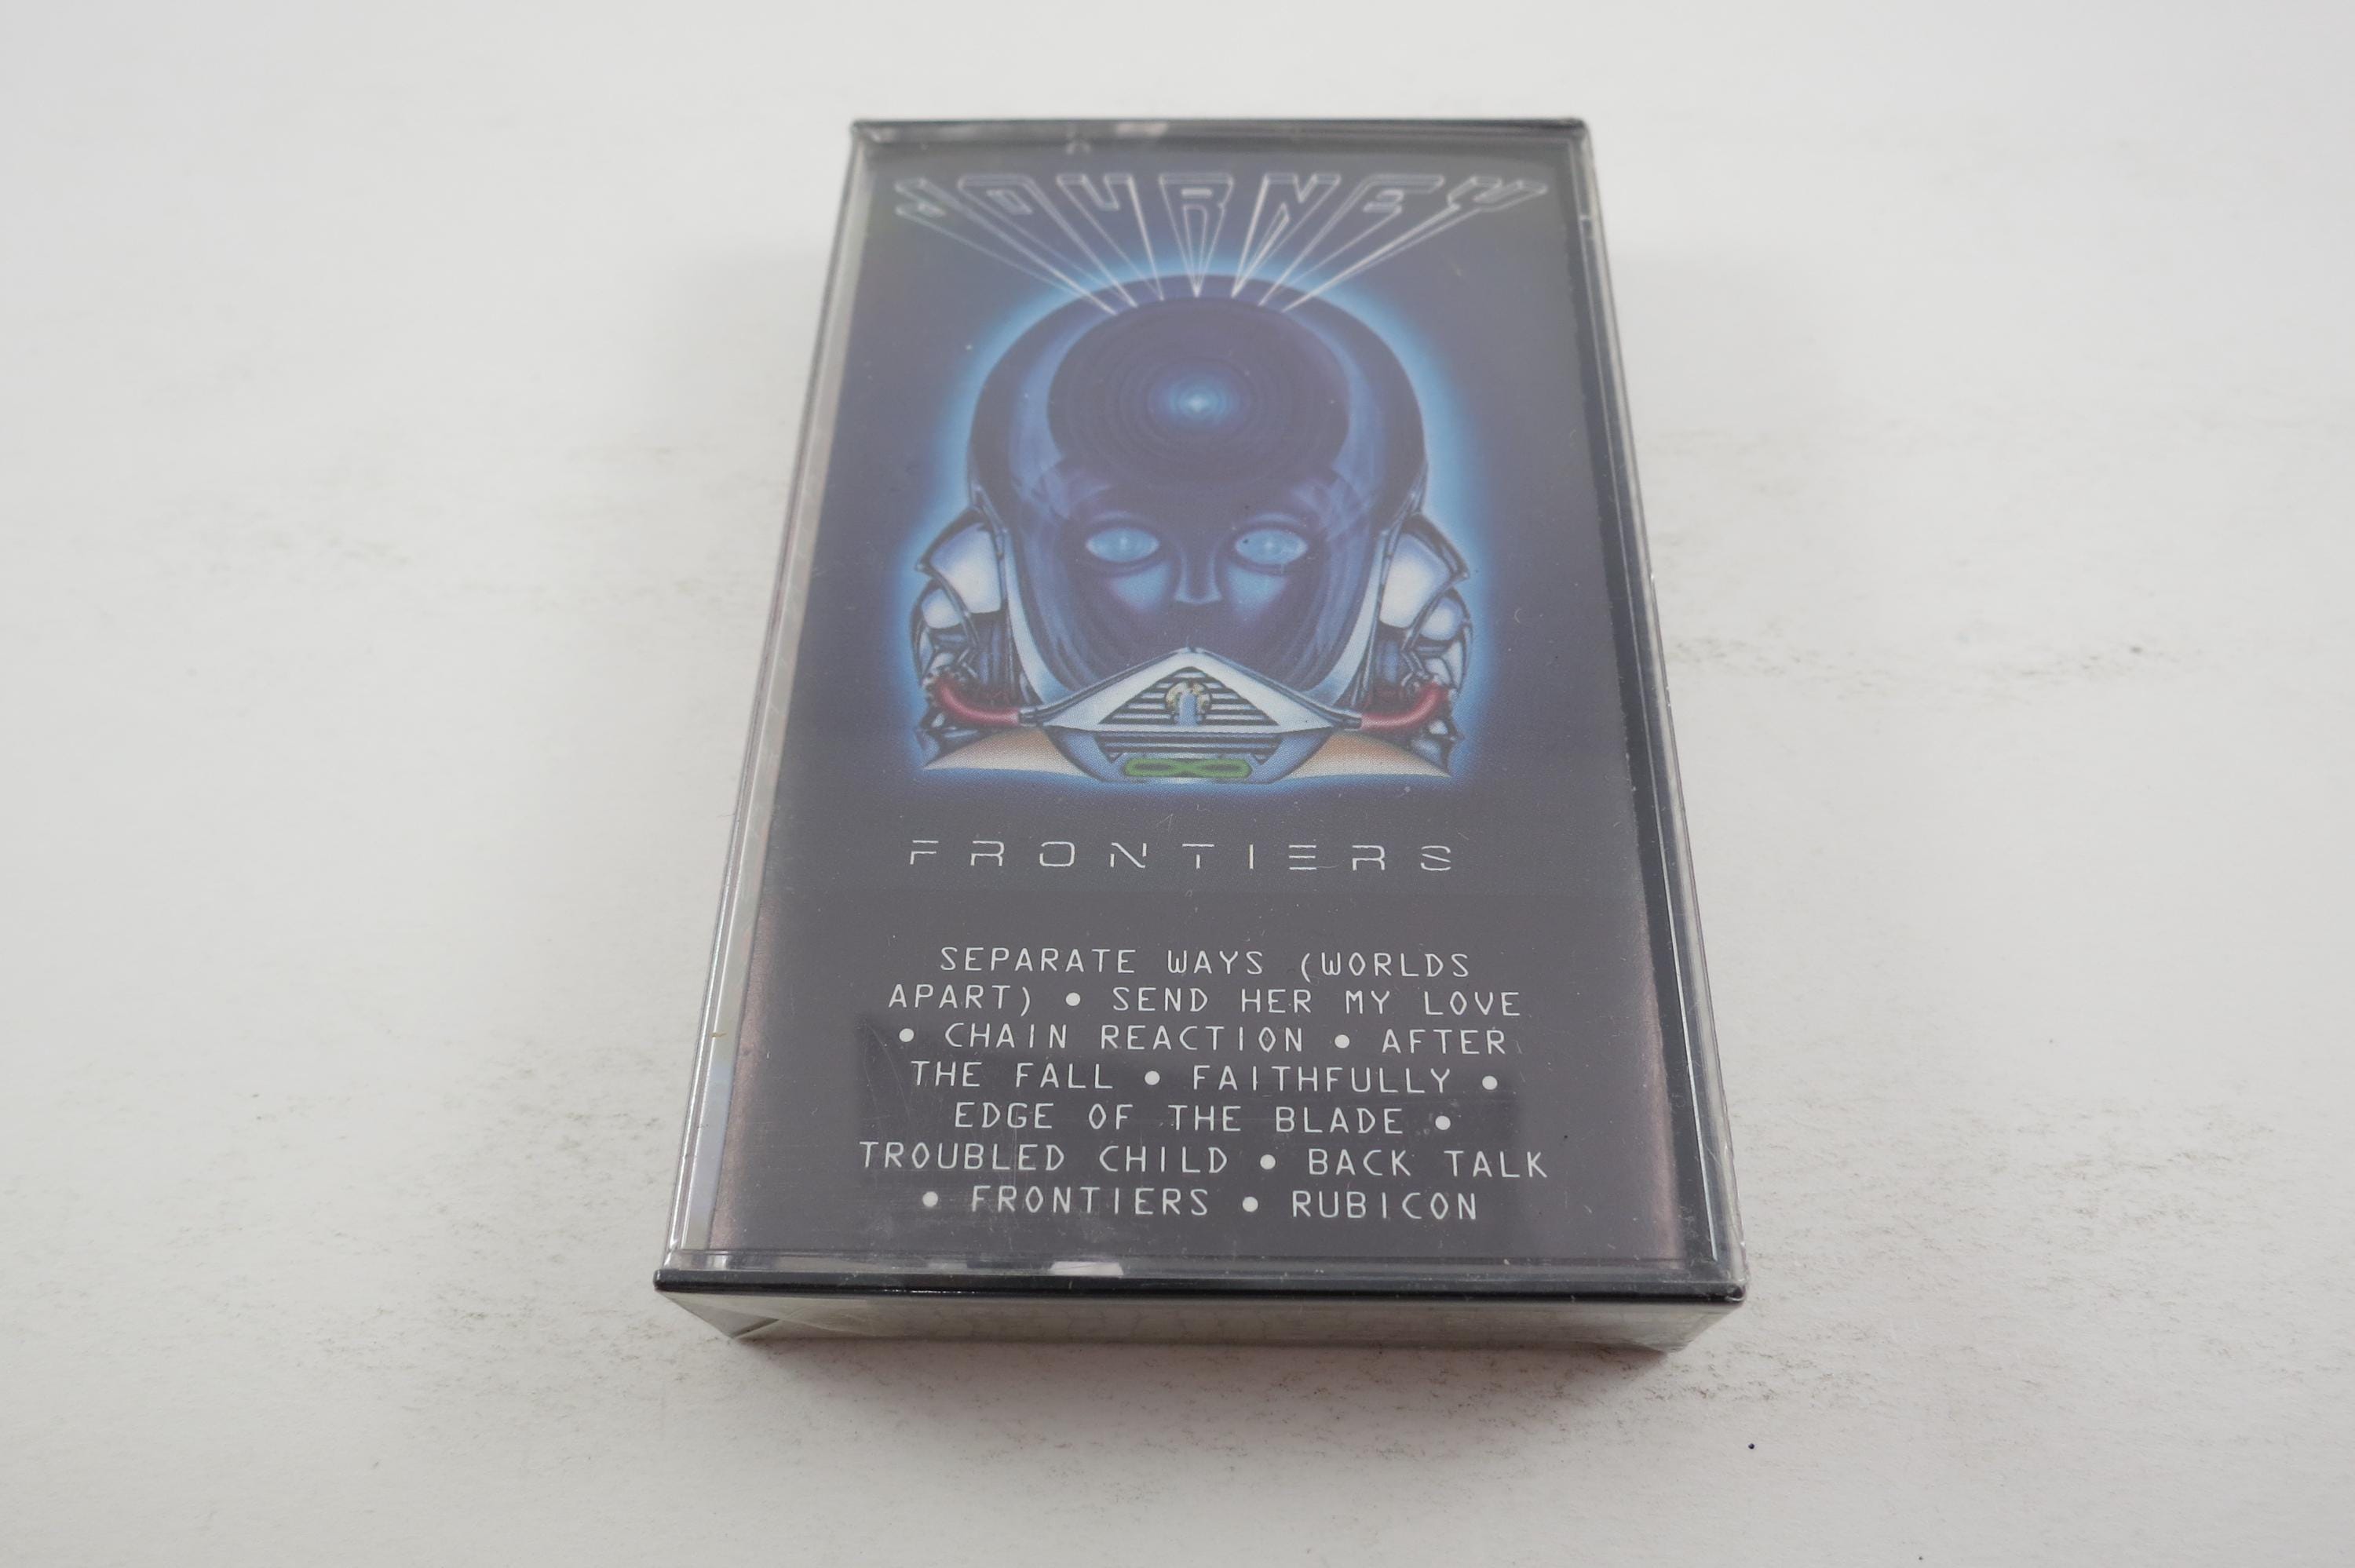 JOURNEY
FRONTIERS
SEPARATE WAYS (WORLDS
APART) • SEND HER MY LOVE
• CHAIN REACTION • AFTER
THE FALL • FAITHFULLY •
EDGE OF THE BLADE •
TROUBLED CHILD • BACK TALK
• FRONTIERS • RUBICON